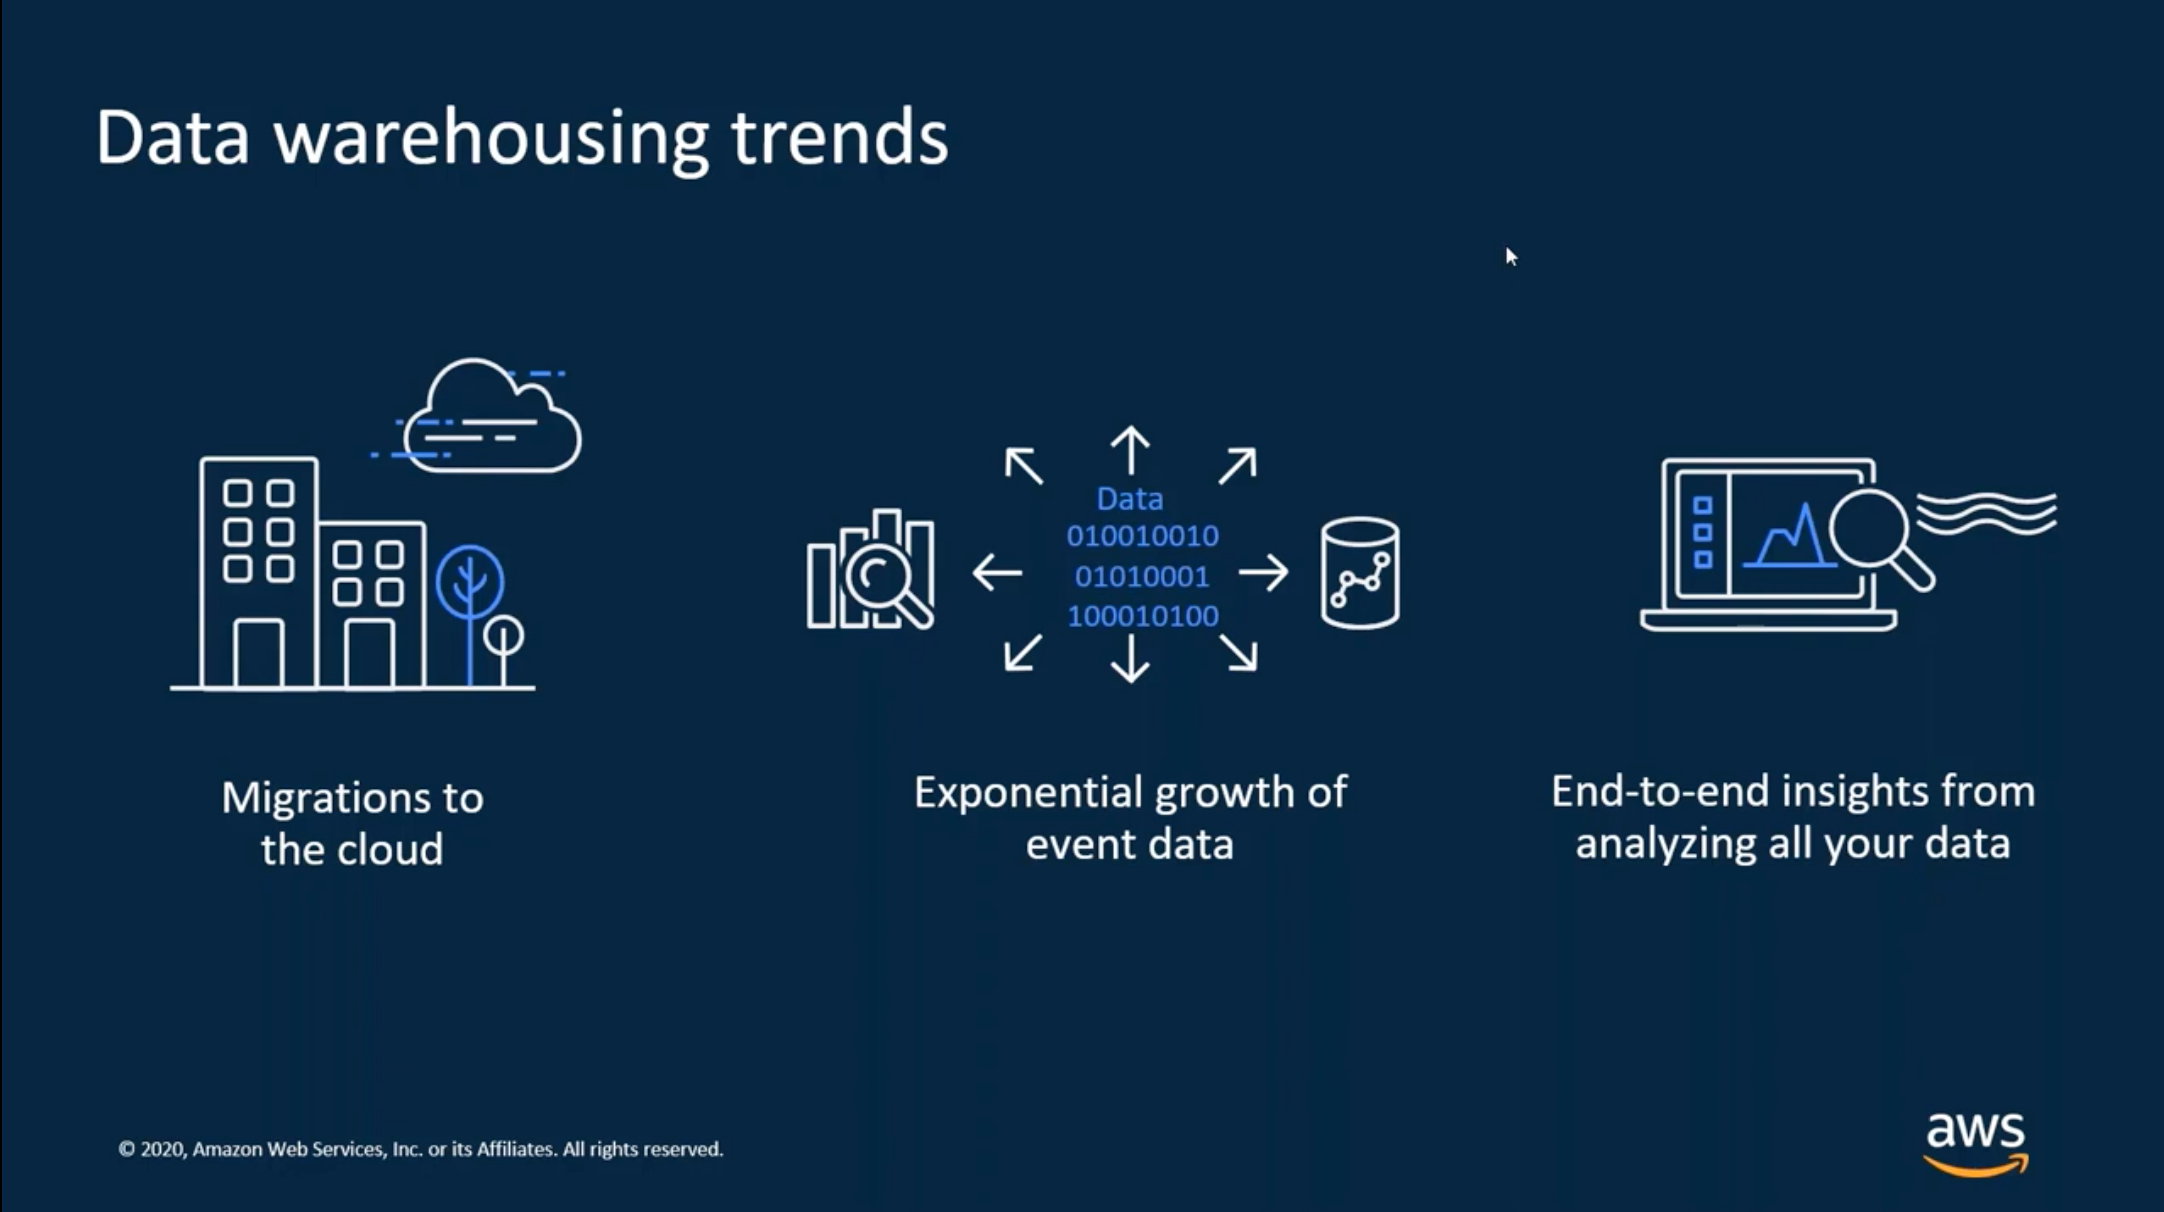 Data warehousing trends
Data
010010010
01010001
100010100
Migrations to
the cloud
Exponential growth of
event data
End-to-end insights from
analyzing all your data
© 2020, Amazon Web Services, Inc. or its Affiliates. All rights reserved.
aws